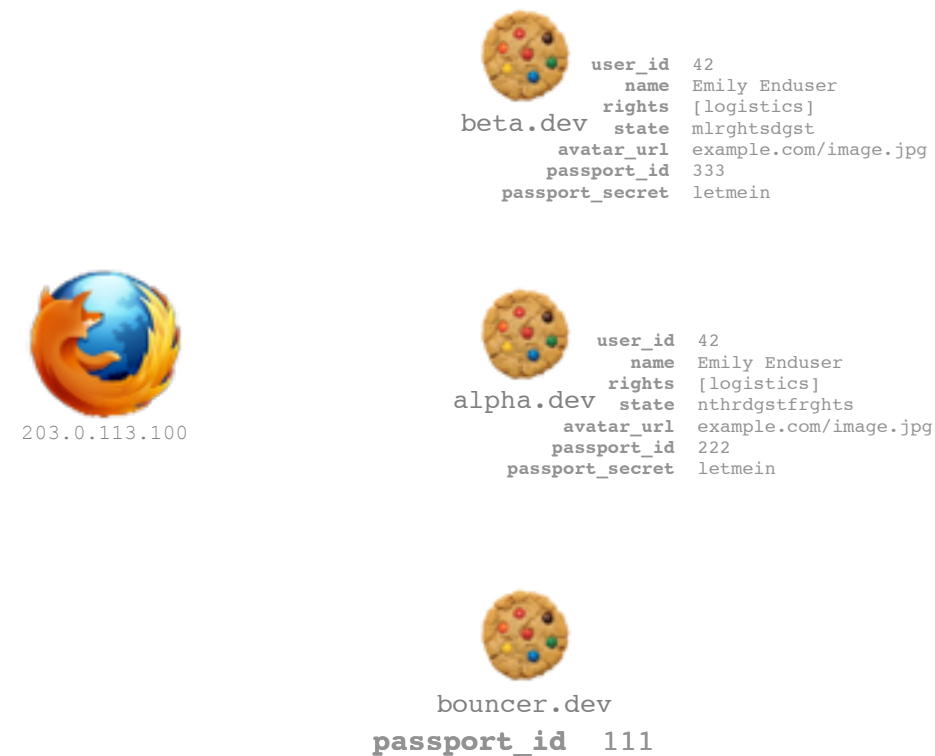 user_id 42
name Emily Enduser
rights [logistics]
beta.dev
state mlrghtsdgst
avatar_url example.com/image.jpg
passport_id 333
passport_secret letmein
user_id 42
name Emily Enduser
rights [logistics]
alpha.dev
state nthrdgstfrghts
avatar_url example.com/image.jpg
203.0.113.100
passport_id 222
passport_secret letmein
bouncer.dev
passport_id 111